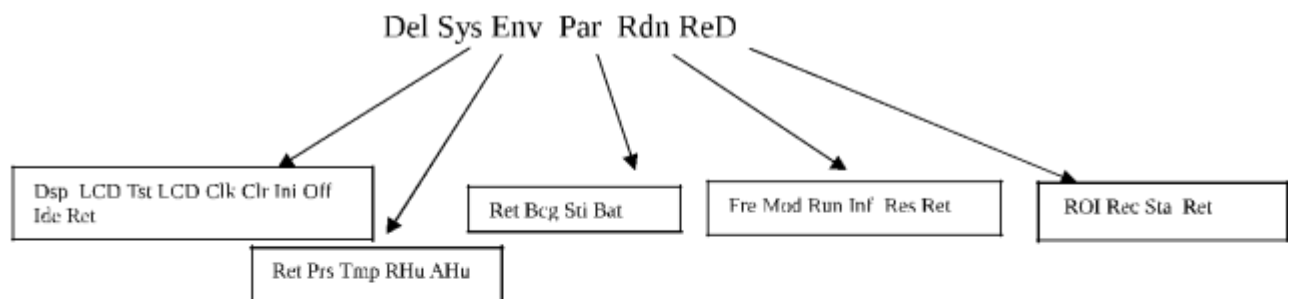 Del Sys Env Par Rdn ReD
Dsp LCD Tst LCD Clk Clr Ini Off
Ide Ret
Ret Prs Tmp RHu AHu
Ret Bcg Sti Bat
Fre Mod Run Inf Res Ret
ROI Rec Sta Ret